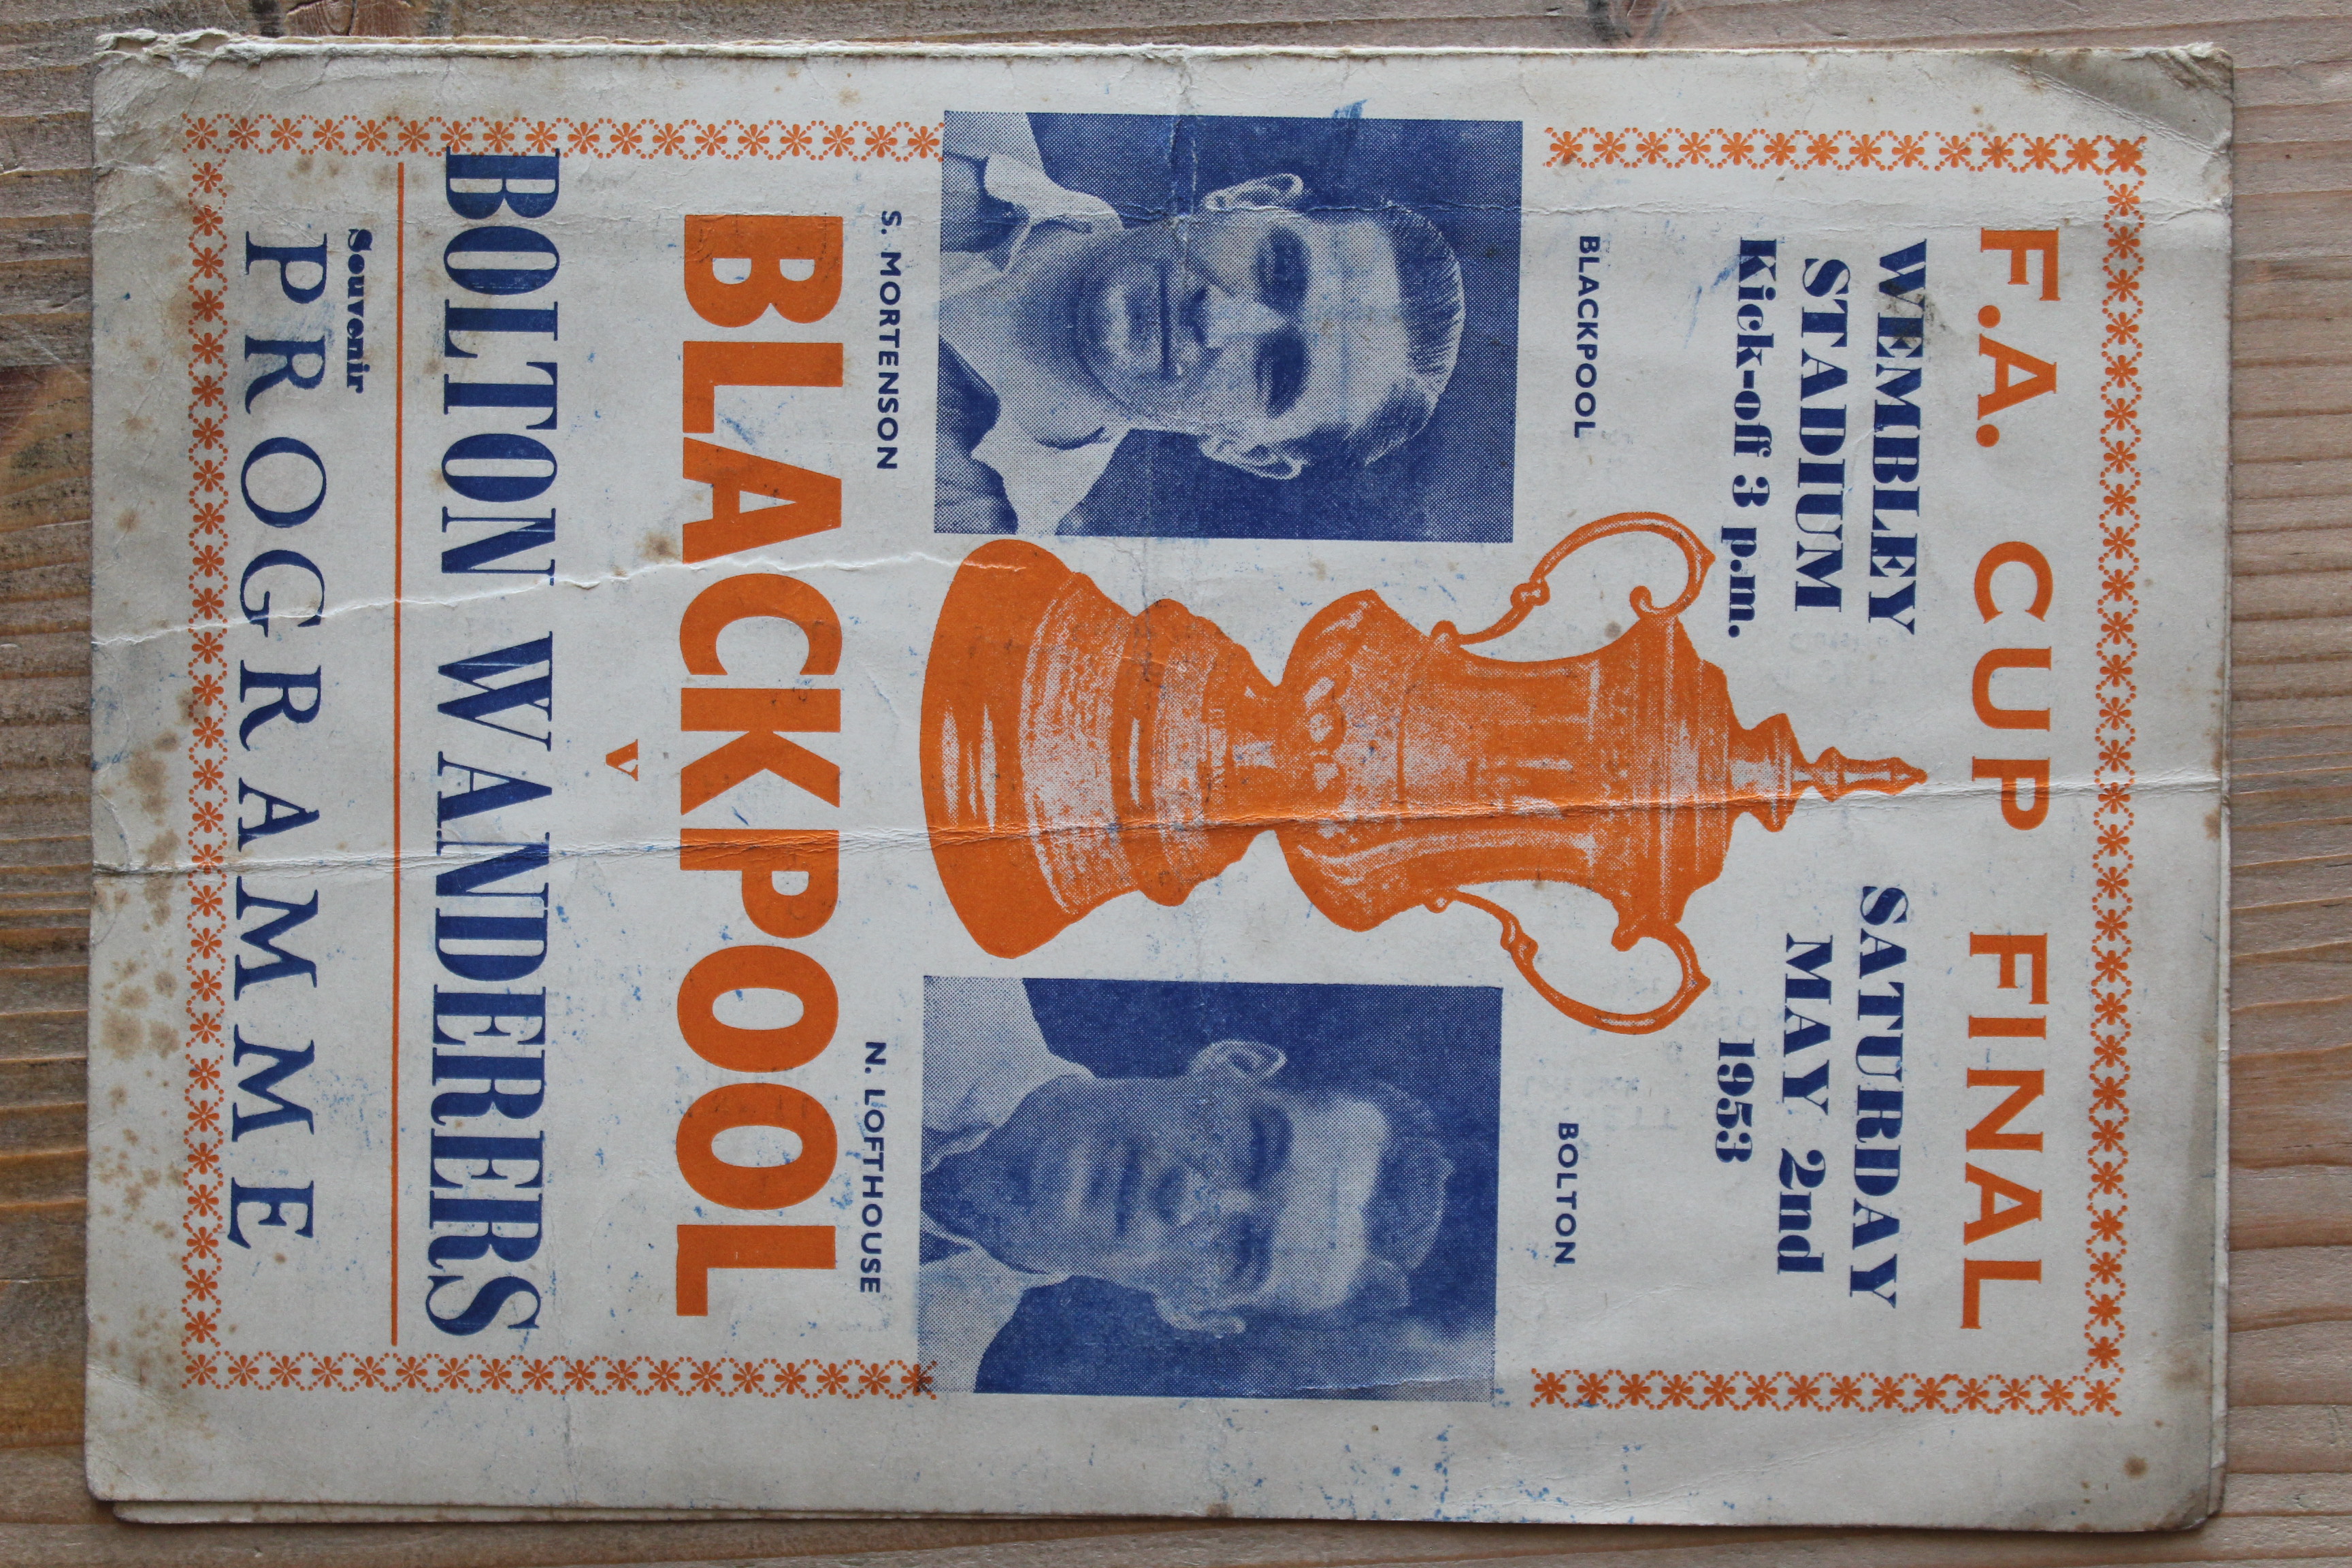 F.A. CUP FINAL
WEMBLEY
STADIUM
Kick-off 3 p.m.
SATURDAY
MAY 2nd
1953
BLACKPOOL
BOLTON
S. MORTENSON
N. LOFTHOUSE
BLACKPOOL
v
BOLTON WANDERERS
Souvenir
PROGRAMME